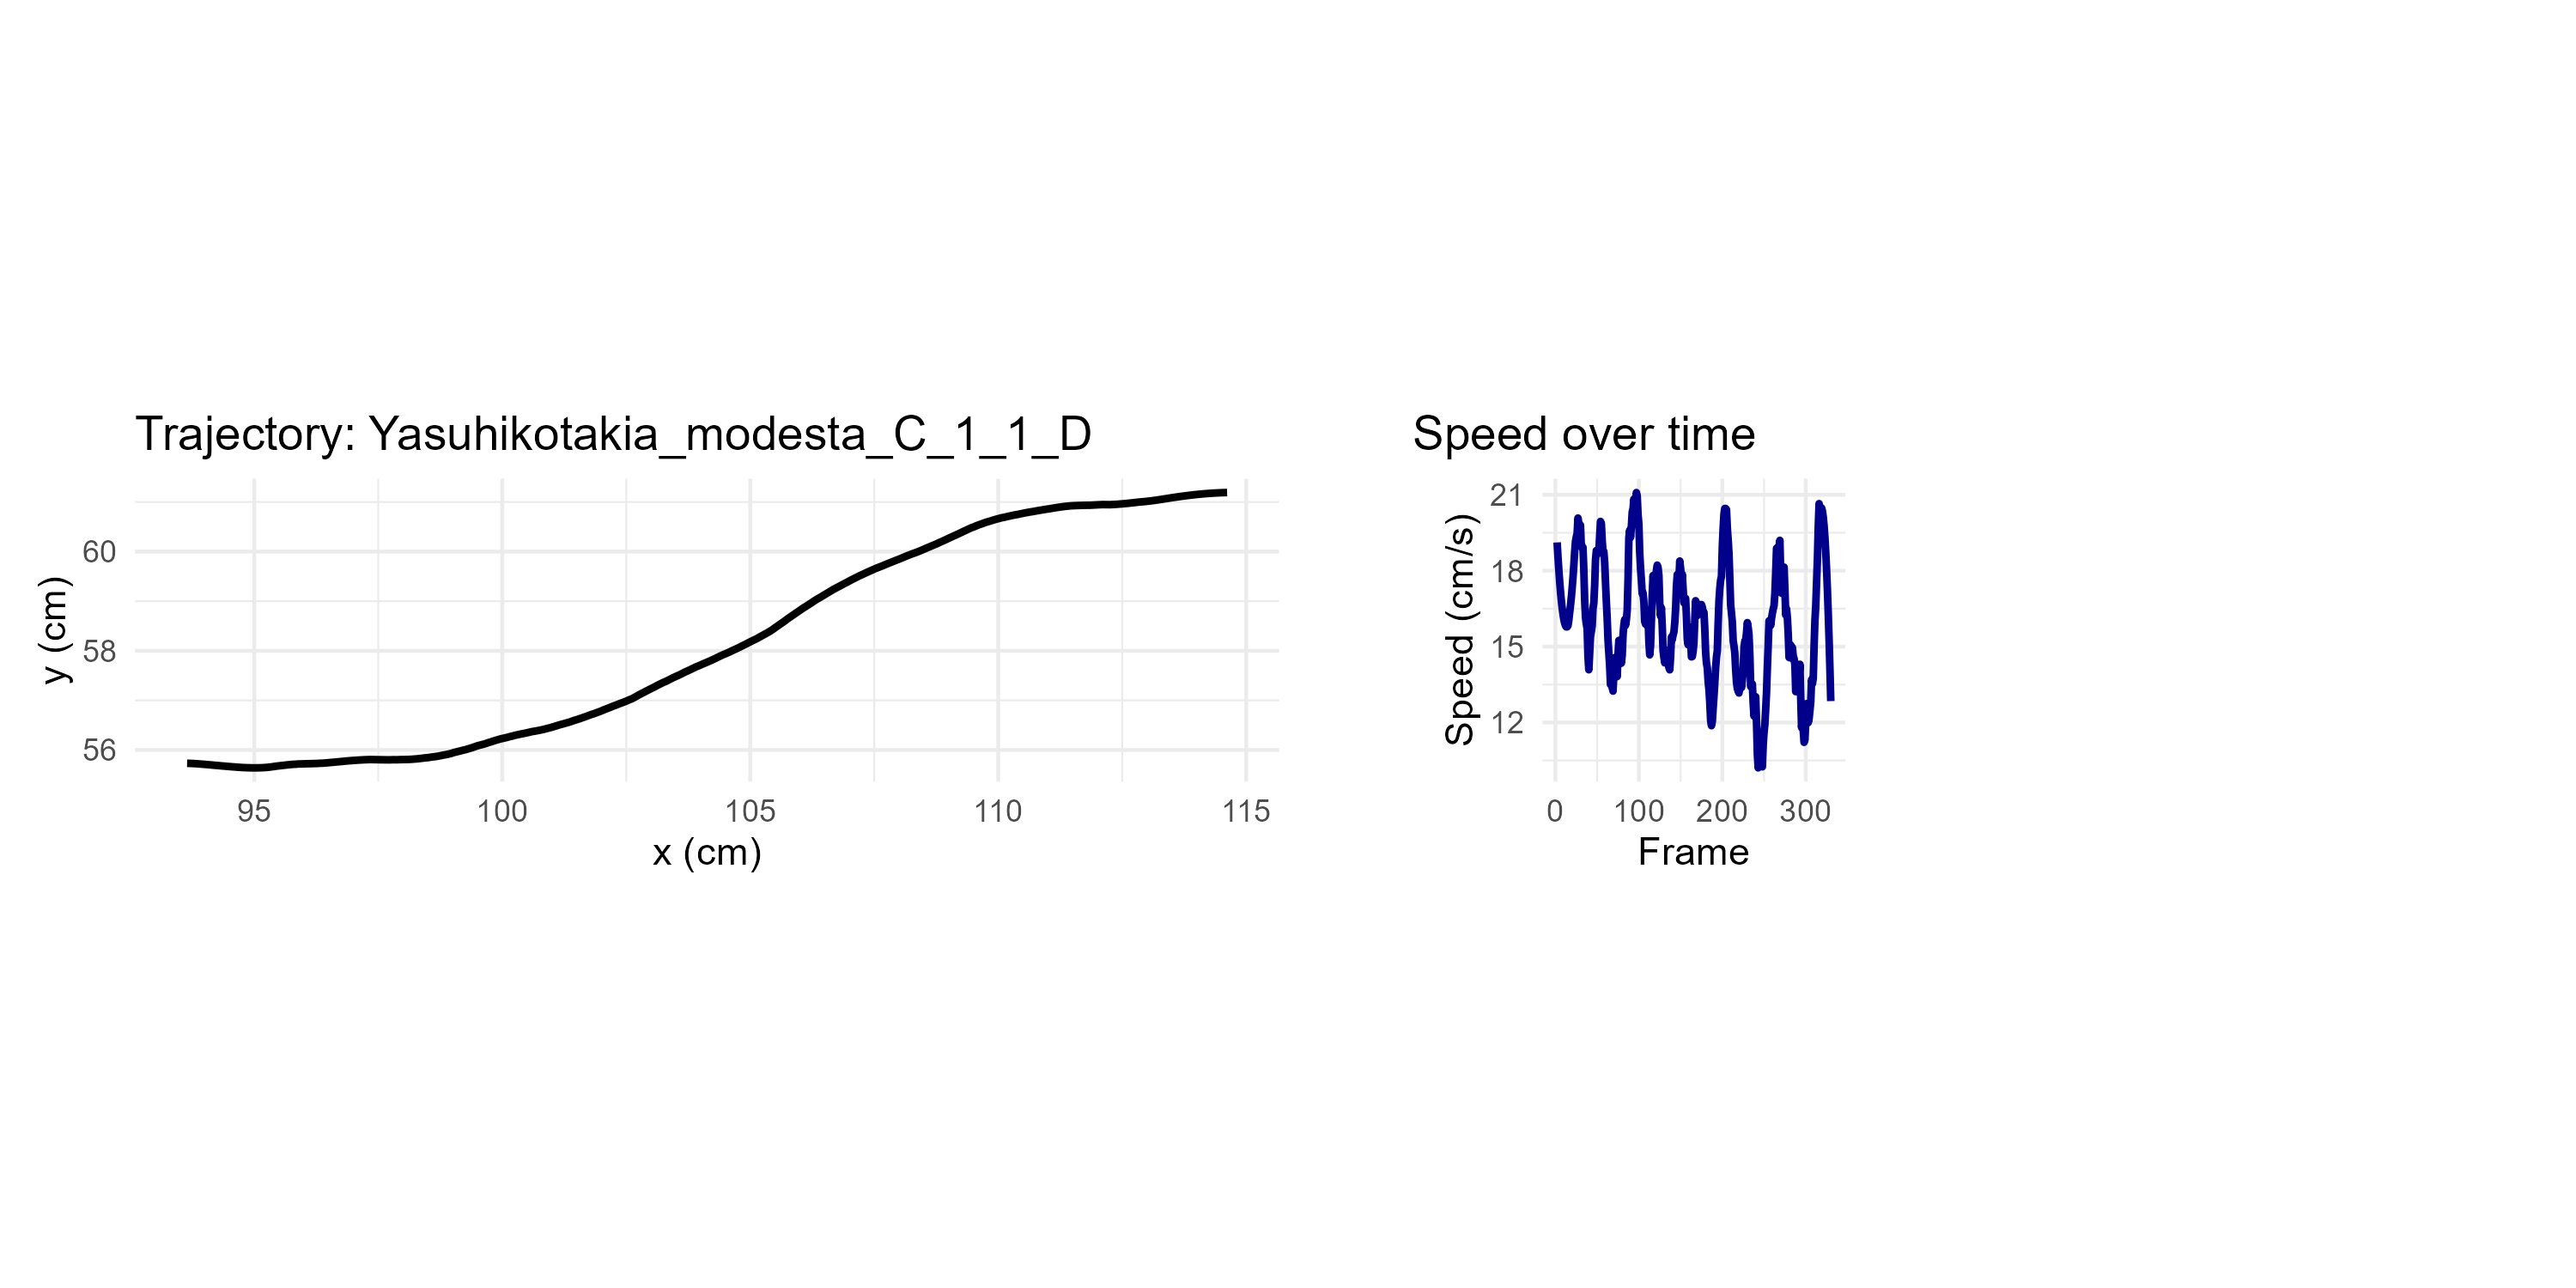 Trajectory: Yasuhikotakia_modesta_C_1_1_D
y (cm)
60
58
56
95 100 105 110 115
x (cm)
Speed over time
Speed (cm/s)
21
18
15
12
0 100 200 300
Frame